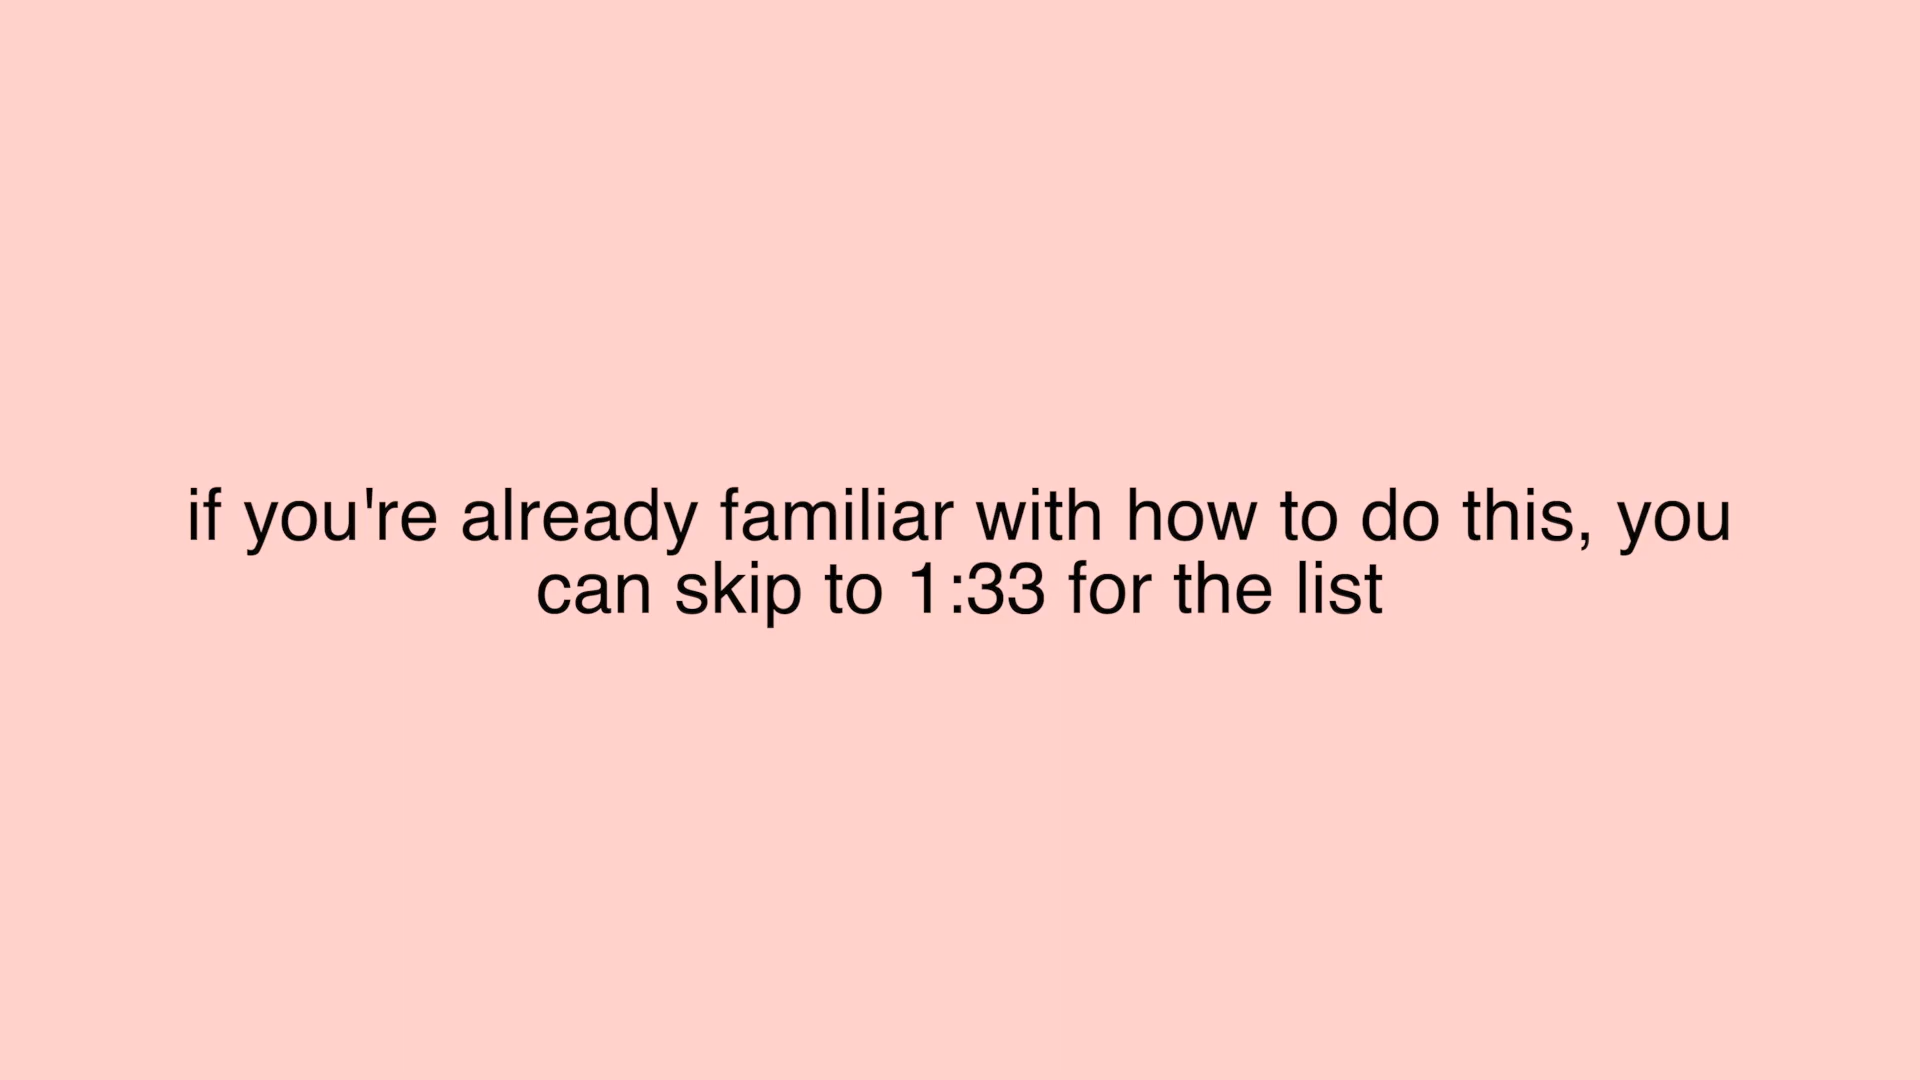 if you're already familiar with how to do this, you
can skip to 1:33 for the list